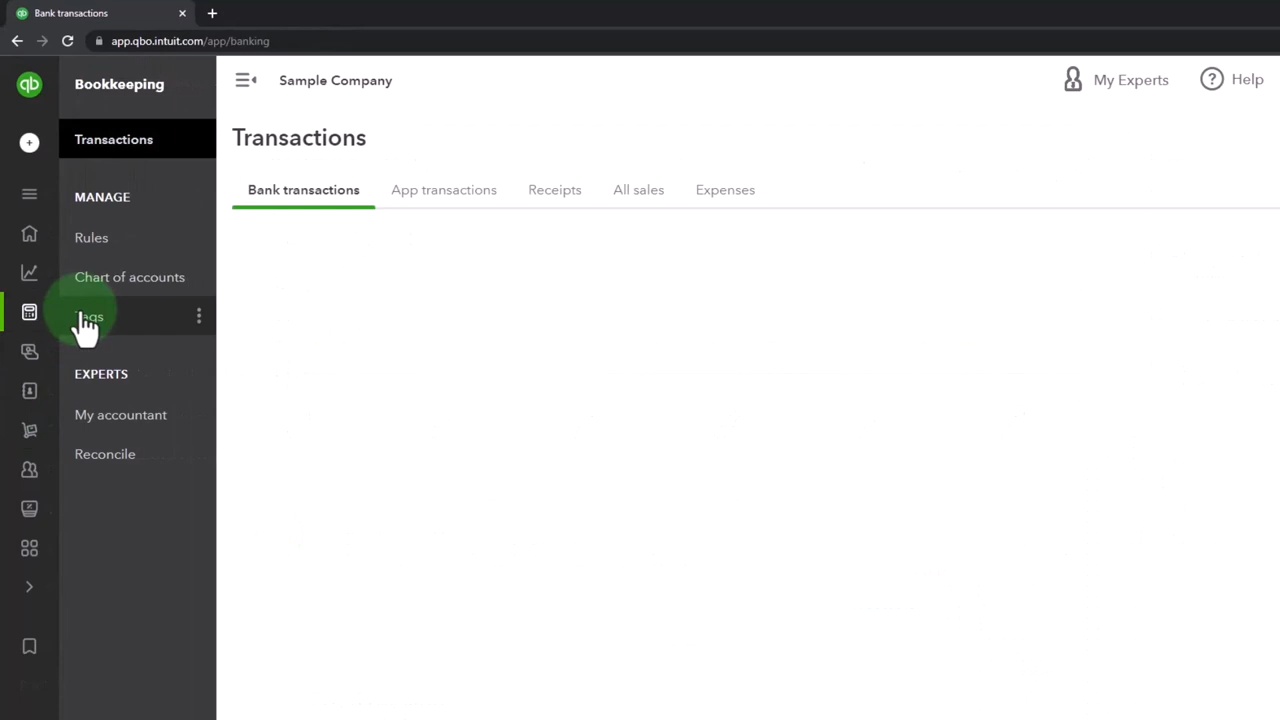 Bank transactions
app.qbo.intuit.com/app/banking
qb
Bookkeeping
Sample Company
My Experts
Help
Transactions
Transactions
MANAGE
Bank transactions
App transactions
Receipts
All sales
Expenses
Rules
Chart of accounts
EXPERTS
My accountant
Reconcile